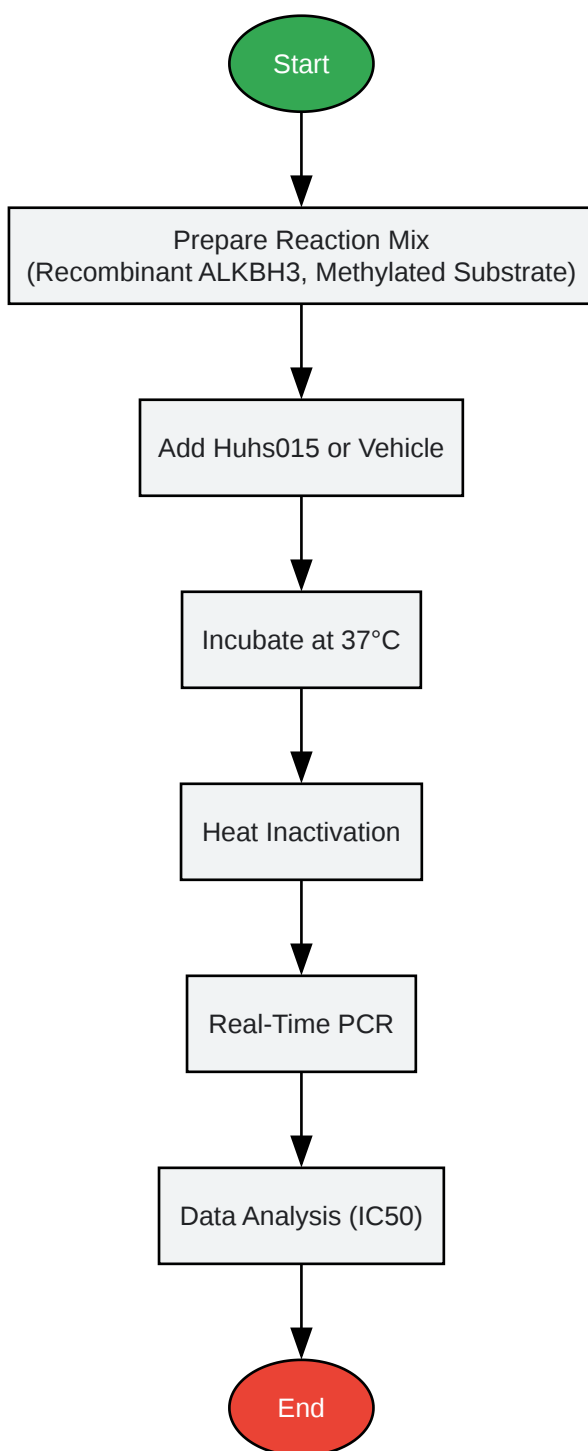 Start
Prepare Reaction Mix
(Recombinant ALKBH3, Methylated Substrate)
Add Huhs015 or Vehicle
Incubate at 37°C
Heat Inactivation
Real-Time PCR
Data Analysis (IC50)
End